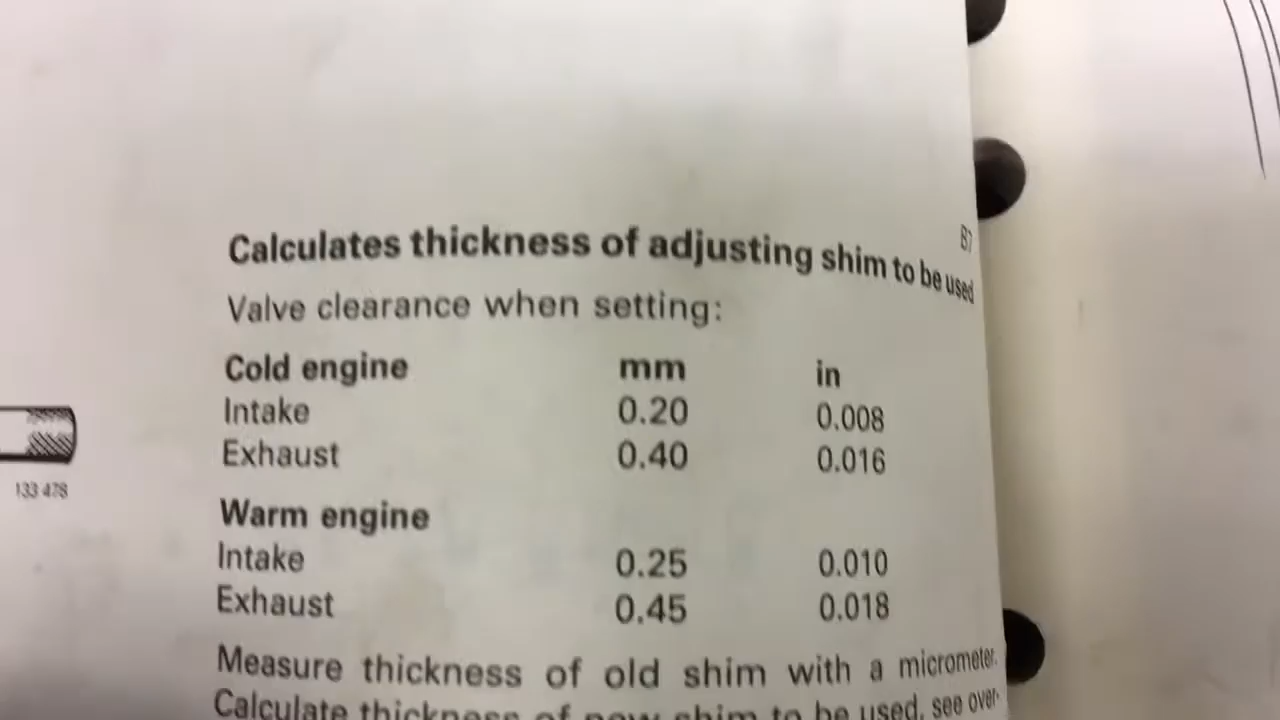 B7
Calculates thickness of adjusting shim to be used
Valve clearance when setting:
Cold engine mm in
Intake 0.20 0.008
Exhaust 0.40 0.016
Warm engine
Intake 0.25 0.010
Exhaust 0.45 0.018
133 478
Measure thickness of old shim with a micrometer.
Calculate thickness of new shim to be used, see over-